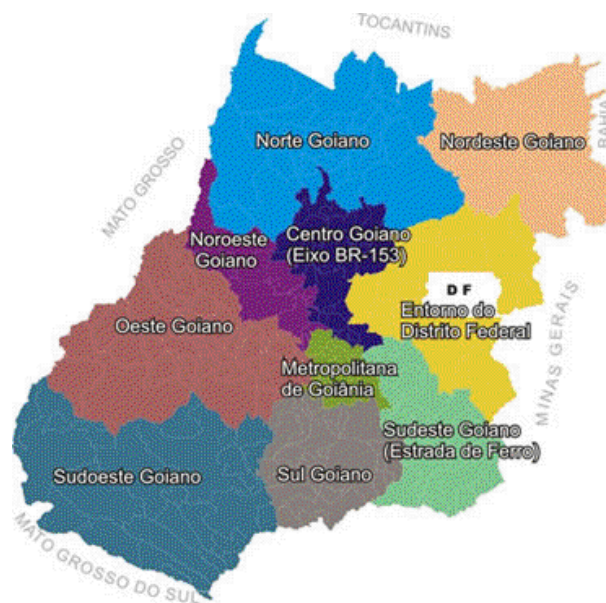 TOCANTINS
BAHIA
Norte Goiano
Nordeste Goiano
MATO GROSSO
Noroeste
Goiano
Centro Goiano
(Eixo BR-153)
DF
Entorno do
Distrito Federal
Oeste Goiano
MINAS GERAIS
Metropolitana
de Goiânia
Sudeste Goiano
(Estrada de Ferro)
Sudoeste Goiano
Sul Goiano
MATO GROSSO DO SUL